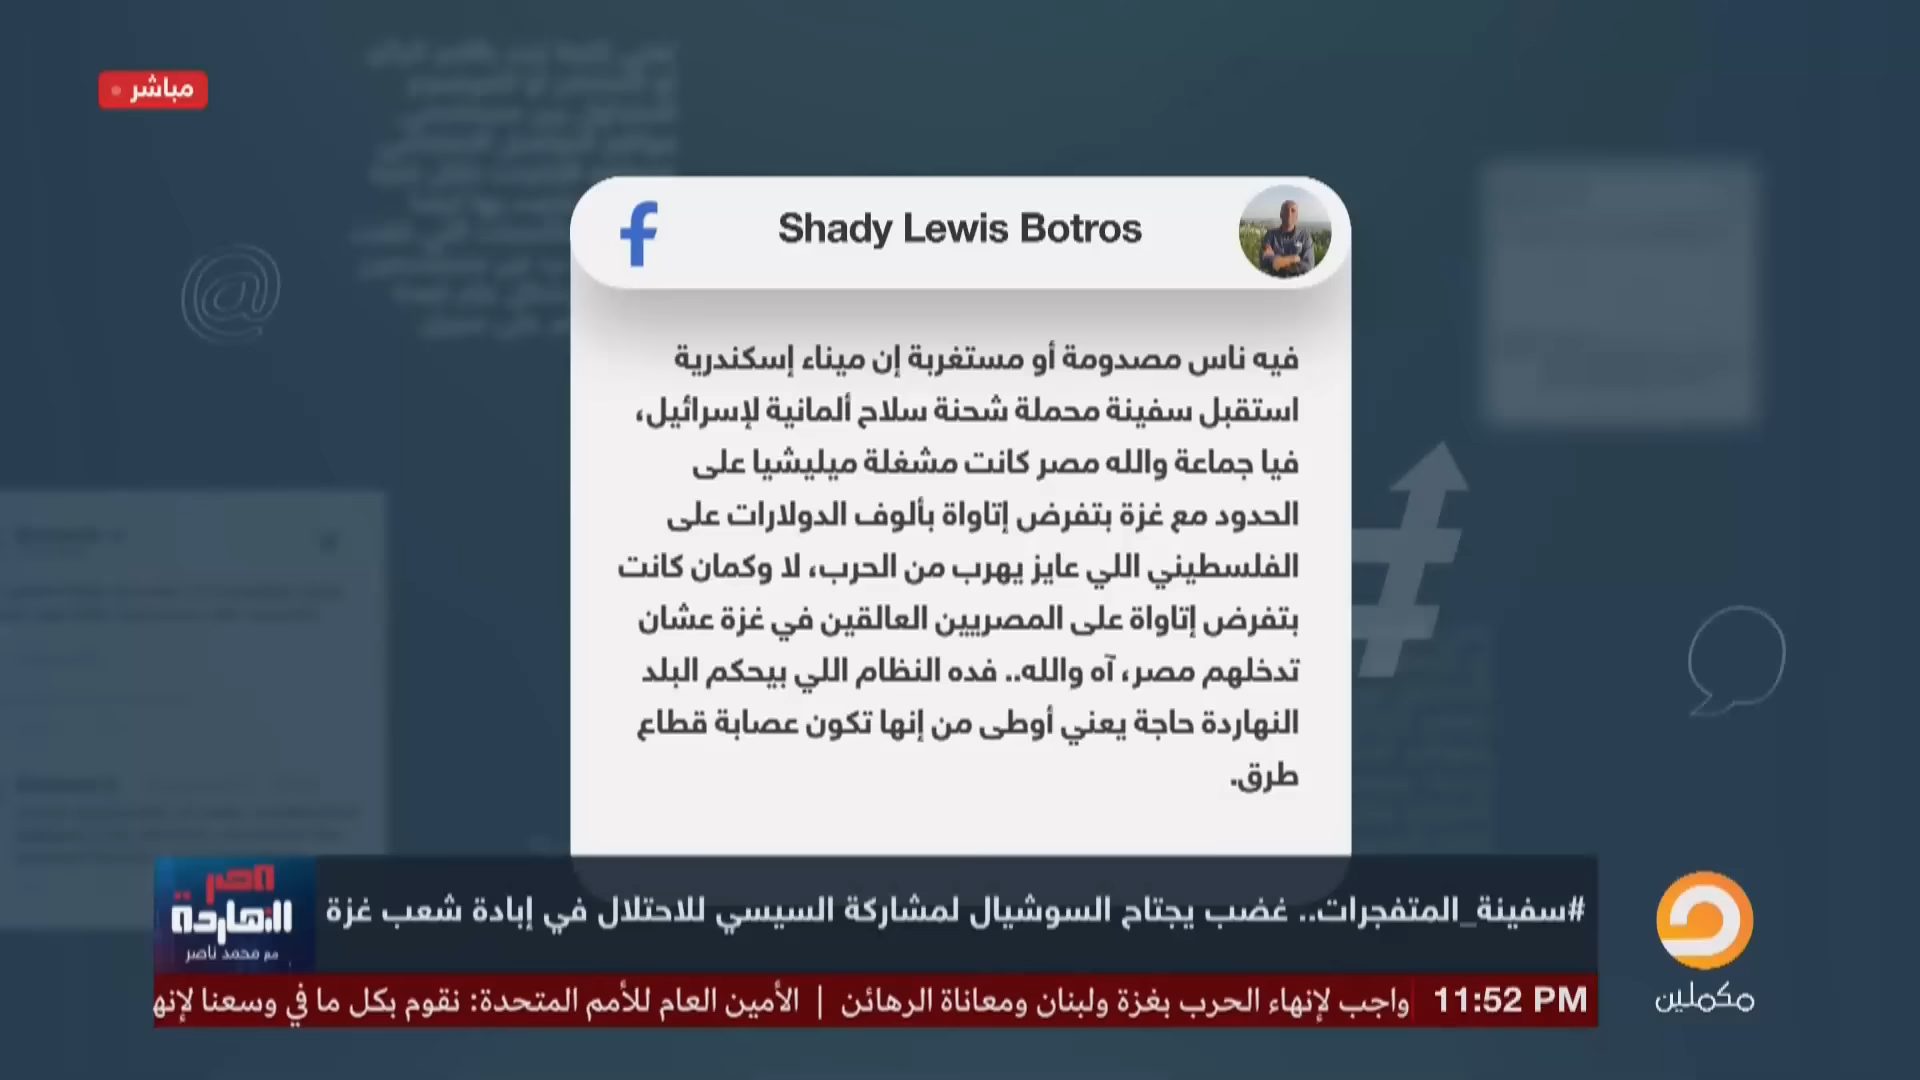 مباشر
Shady Lewis Botros
فيه ناس مصدومة أو مستغربة إن ميناء إسكندرية
استقبل سفينة محملة شحنة سلاح ألمانية لإسرائيل،
فيا جماعة والله مصر كانت مشغلة ميليشيا على
الحدود مع غزة بتفرض إتاواة بألوف الدولارات على
الفلسطيني اللي عايز يهرب من الحرب، لا وكمان كانت
بتفرض إتاواة على المصريين العالقين في غزة عشان
تدخلهم مصر، آه والله.. فده النظام اللي بيحكم البلد
النهاردة حاجة يعني أوطى من إنها تكون عصابة قطاع
طرق.
#سفينة_المتفجرات.. غضب يجتاح السوشيال لمشاركة السيسي للاحتلال في إبادة شعب غزة
مصر
النهاردة
مع محمد ناصر
11:52 PM
واجب لإنهاء الحرب بغزة ولبنان ومعاناة الرهائن | الأمين العام للأمم المتحدة: نقوم بكل ما في وسعنا
مكملين